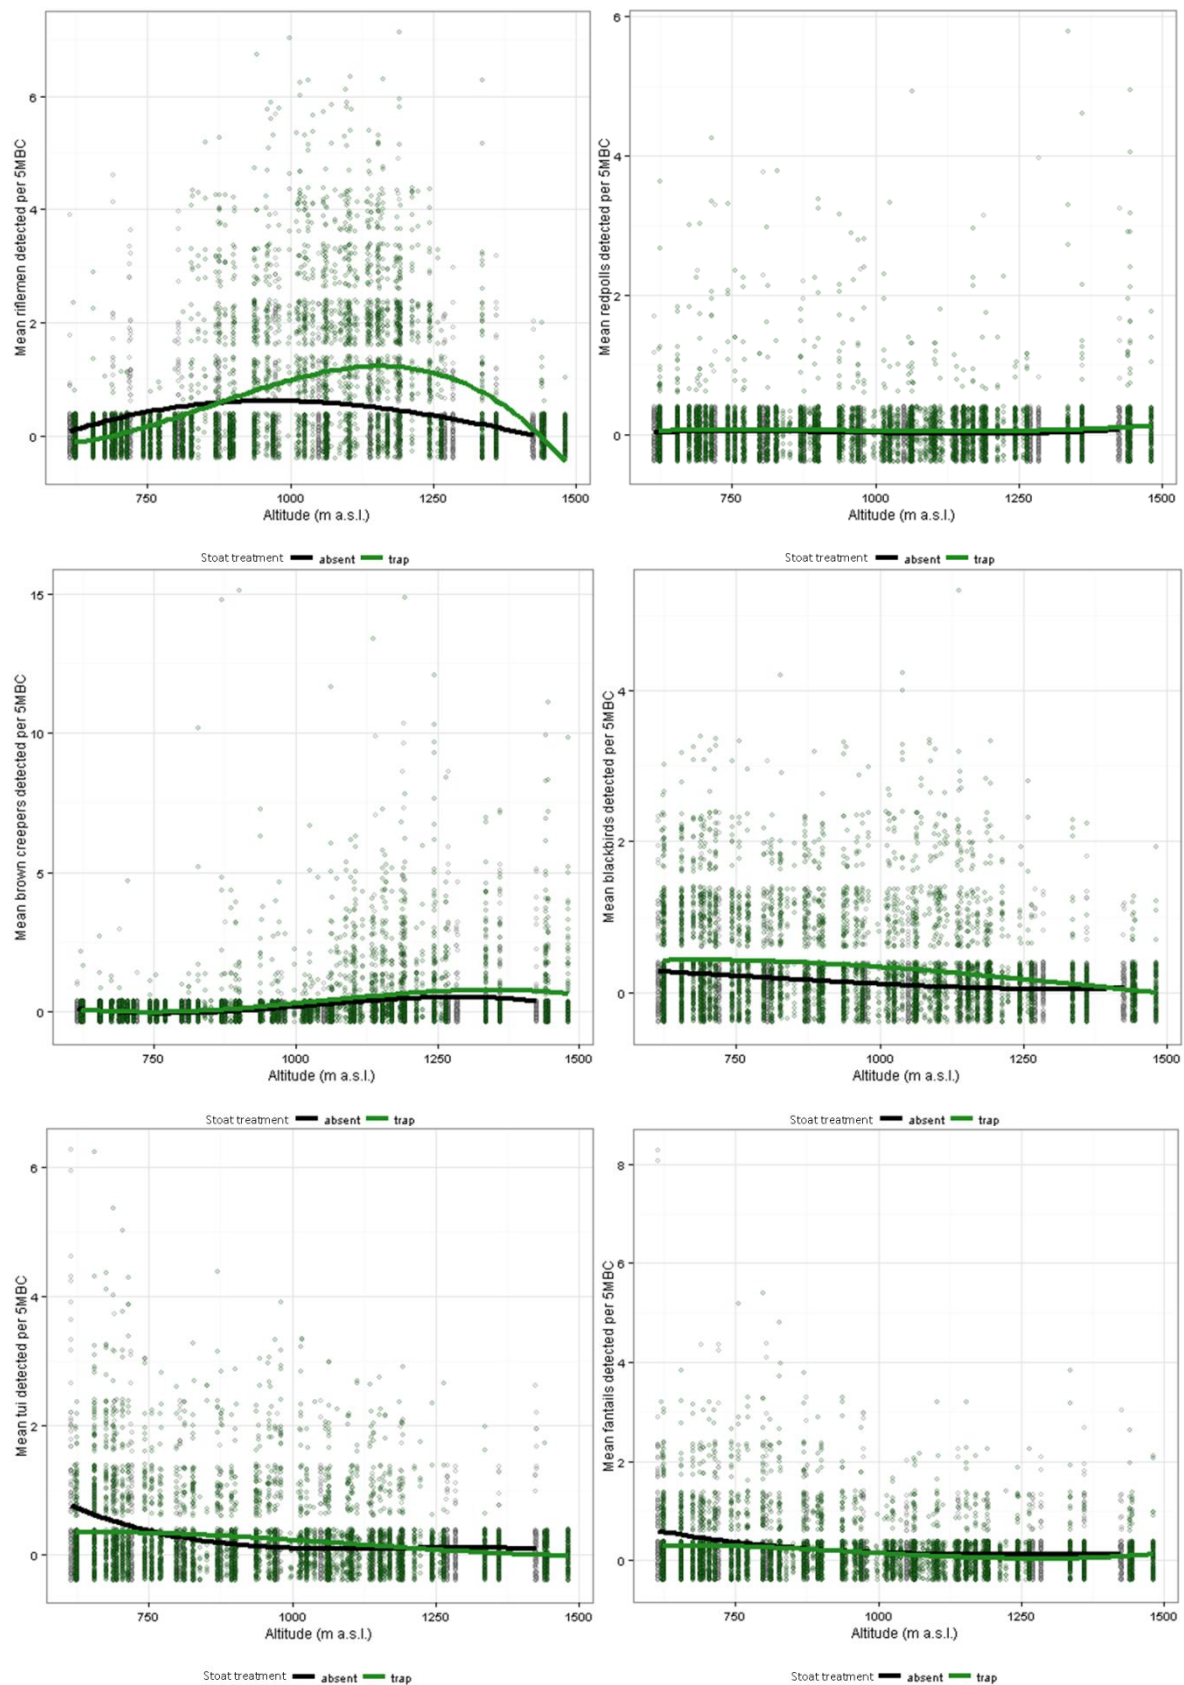 Mean riflemen detected per 5MBC
6
4
2
0
750 1000 1250 1500
Altitude (m a.s.l.)
Stoat treatment absent trap
Mean redpolls detected per 5MBC
6
4
2
0
750 1000 1250 1500
Altitude (m a.s.l.)
Stoat treatment absent trap
Mean brown creepers detected per 5MBC
15
10
5
0
750 1000 1250 1500
Altitude (m a.s.l.)
Stoat treatment absent trap
Mean blackbirds detected per 5MBC
4
2
0
750 1000 1250 1500
Altitude (m a.s.l.)
Stoat treatment absent trap
Mean tui detected per 5MBC
6
4
2
0
750 1000 1250 1500
Altitude (m a.s.l.)
Stoat treatment absent trap
Mean fantails detected per 5MBC
8
6
4
2
0
750 1000 1250 1500
Altitude (m a.s.l.)
Stoat treatment absent trap